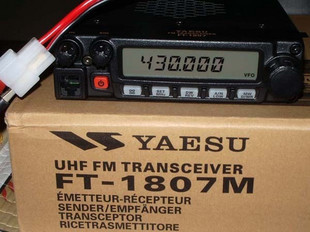 430.000
VFO
YAESU
UHF FM TRANSCEIVER
FT-1807M
ÉMETTEUR-RÉCEPTEUR
SENDER/EMPFÄNGER
TRANSCEPTOR
RICETRASMETTITORE